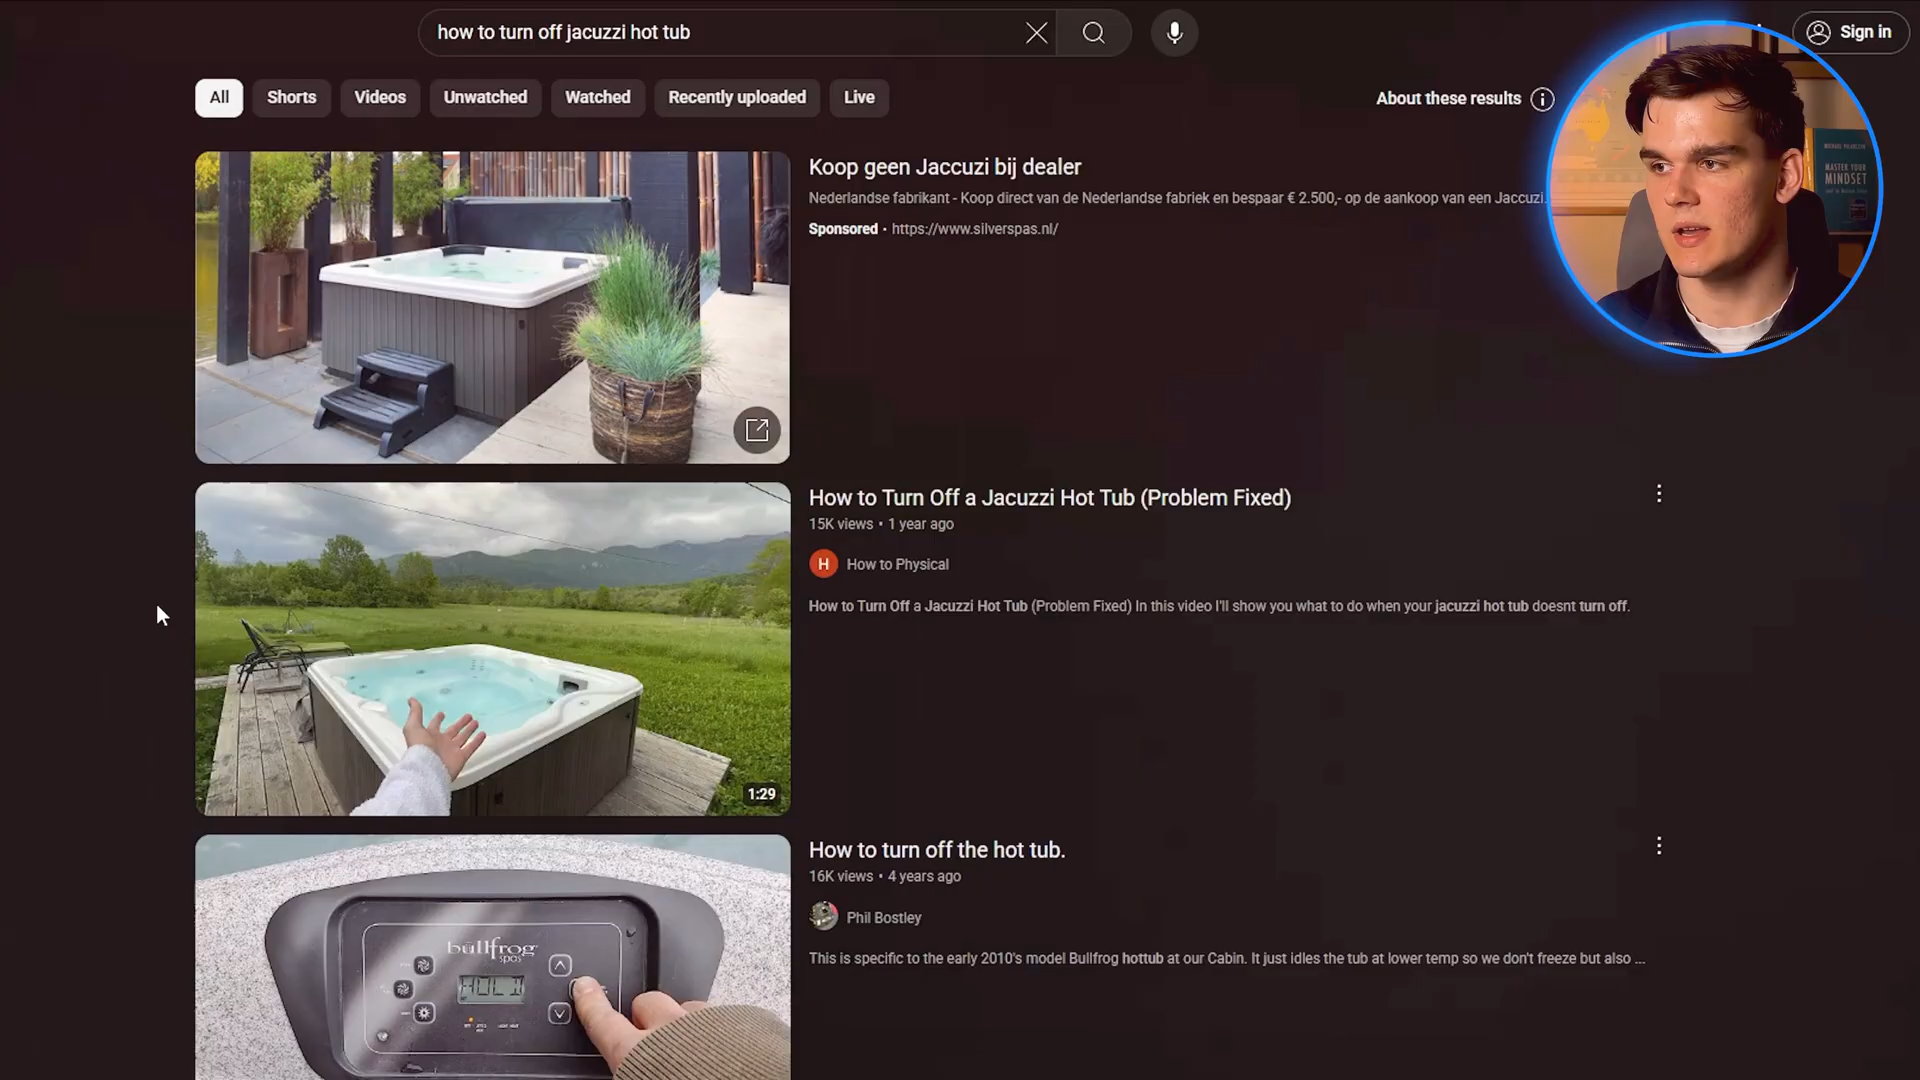 how to turn off jacuzzi hot tub
Sign in
All
Shorts
Videos
Unwatched
Watched
Recently uploaded
Live
About these results
MASTER YOUR
MINDSET
Koop geen Jaccuzi bij dealer
Nederlandse fabrikant - Koop direct van de Nederlandse fabriek en bespaar € 2.500,- op de aankoop van een Jaccuzi.
Sponsored • https://www.silverspas.nl/
How to Turn Off a Jacuzzi Hot Tub (Problem Fixed)
15K views • 1 year ago
H
How to Physical
How to Turn Off a Jacuzzi Hot Tub (Problem Fixed) In this video I'll show you what to do when your jacuzzi hot tub doesnt turn off.
1:29
How to turn off the hot tub.
16K views • 4 years ago
Phil Bostley
This is specific to the early 2010's model Bullfrog hottub at our Cabin. It just idles the tub at lower temp so we don't freeze but also ...
bullfrog
spas
HOLD